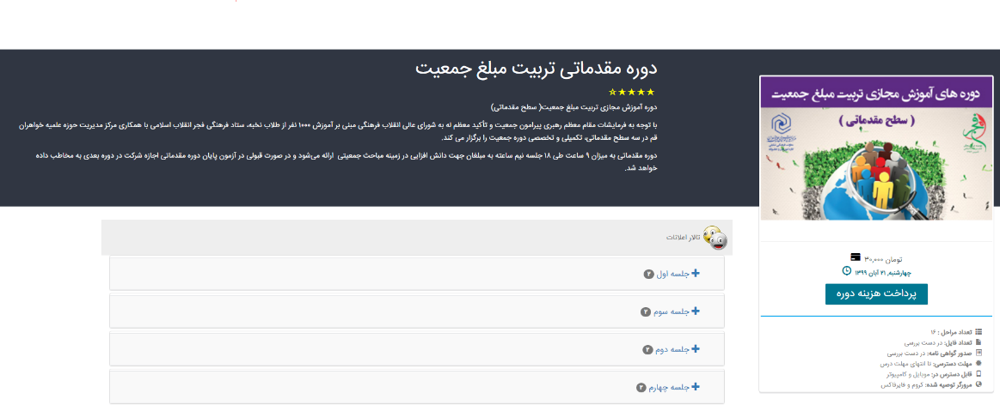 دوره مقدماتی تربیت مبلغ جمعیت
دوره آموزش مجازی تربیت مبلغ جمعیت( سطح مقدماتی)
با توجه به فرمایشات مقام معظم رهبری پیرامون جمعیت و تأکید معظم له به شورای عالی انقلاب فرهنگی مبنی بر آموزش ۱۰۰۰ نفر از طلاب نخبه، ستاد فرهنگی فجر انقلاب اسلامی با همکاری مرکز مدیریت حوزه علمیه خواهران
قم در سه سطح مقدماتی، تکمیلی و تخصصی دوره جمعیت را برگزار می کند.
دوره مقدماتی به میزان ۹ ساعت طی ۱۸ جلسه نیم ساعته به مبلغان جهت دانش افزایی در زمینه مباحث جمعیتی ارائه می‌شود و در صورت قبولی در آزمون پایان دوره مقدماتی اجازه شرکت در دوره بعدی به مخاطب داده
خواهد شد.
دوره های آموزش مجازی تربیت مبلغ جمعیت
( سطح مقدماتی )
تومان ۳۰,۰۰۰
چهارشنبه, ۲۱ آبان ۱۳۹۹
پرداخت هزینه دوره
تعداد مراحل : ۱۶
تعداد فایل: در دست بررسی
صدور گواهی نامه: در دست بررسی
مهلت دسترسی: تا انتهای مهلت درس
قابل دسترس در: موبایل و کامپیوتر
مرورگر توصیه شده: کروم و فایرفاکس
تالار اعلانات
جلسه اول ۲
جلسه سوم ۲
جلسه دوم ۲
جلسه چهارم ۲